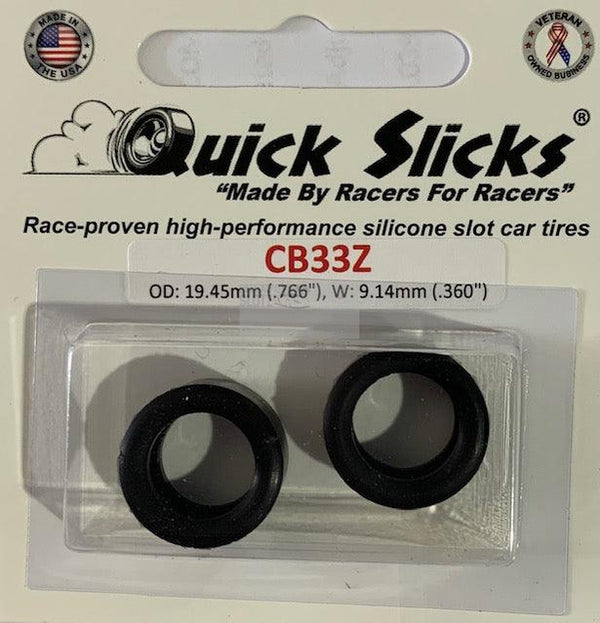 MADE IN
THE USA
VETERAN
OWNED BUSINESS
Quick Slicks®
"Made By Racers For Racers"
Race-proven high-performance silicone slot car tires
CB33Z
OD: 19.45mm (.766"), W: 9.14mm (.360")